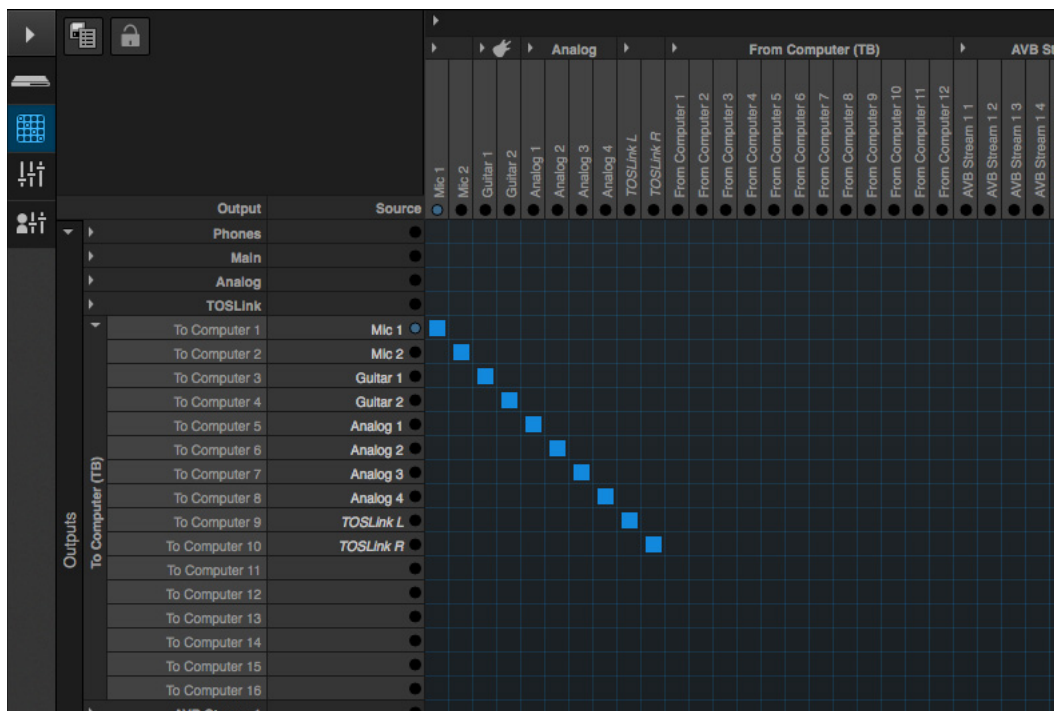 Analog
From Computer (TB)
AVB St
Mic 1
Mic 2
Guitar 1
Guitar 2
Analog 1
Analog 2
Analog 3
Analog 4
TOSLink L
TOSLink R
From Computer 1
From Computer 2
From Computer 3
From Computer 4
From Computer 5
From Computer 6
From Computer 7
From Computer 8
From Computer 9
From Computer 10
From Computer 11
From Computer 12
AVB Stream 1 1
AVB Stream 1 2
AVB Stream 1 3
AVB Stream 1 4
Output Source
Phones
Main
Analog
TOSLink
Outputs
To Computer (TB)
To Computer 1 Mic 1
To Computer 2 Mic 2
To Computer 3 Guitar 1
To Computer 4 Guitar 2
To Computer 5 Analog 1
To Computer 6 Analog 2
To Computer 7 Analog 3
To Computer 8 Analog 4
To Computer 9 TOSLink L
To Computer 10 TOSLink R
To Computer 11
To Computer 12
To Computer 13
To Computer 14
To Computer 15
To Computer 16